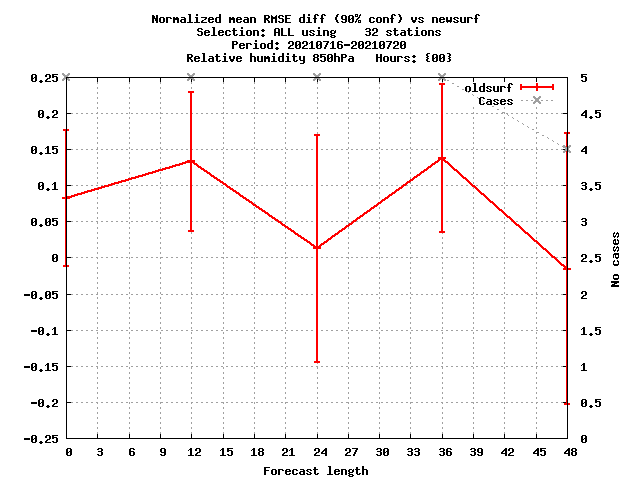 Normalized mean RMSE diff (90% conf) vs newsurf
Selection: ALL using 32 stations
Period: 20210716-20210720
Relative humidity 850hPa Hours: {00}
oldsurf
Cases
0.25
0.2
0.15
0.1
0.05
0
-0.05
-0.1
-0.15
-0.2
-0.25
5
4.5
4
3.5
3
2.5
2
1.5
1
0.5
0
No cases
0 3 6 9 12 15 18 21 24 27 30 33 36 39 42 45 48
Forecast length